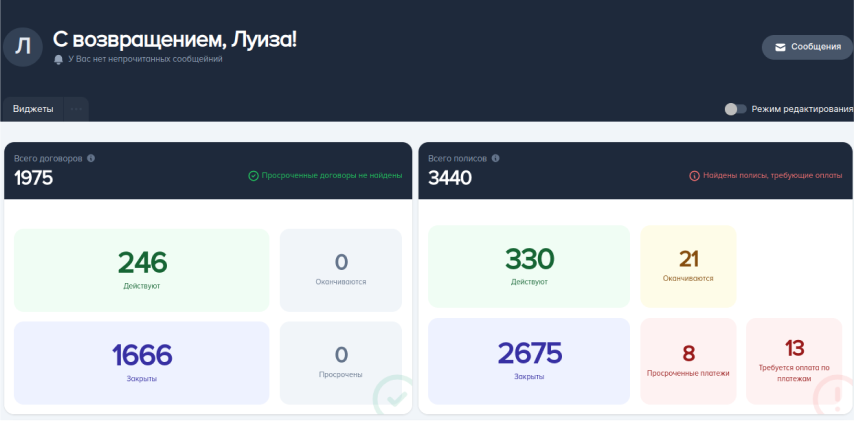 Л
С возвращением, Луиза!
У Вас нет непрочитанных сообщейний
Сообщения
Виджеты
Режим редактирования
Всего договоров
1975
Просроченные договоры не найдены
246
Действуют
0
Оканчиваются
1666
Закрыты
0
Просрочены
Всего полисов
3440
Найдены полисы, требующие оплаты
330
Действуют
21
Оканчиваются
2675
Закрыты
8
Просроченные платежи
13
Требуется оплата по
платежам